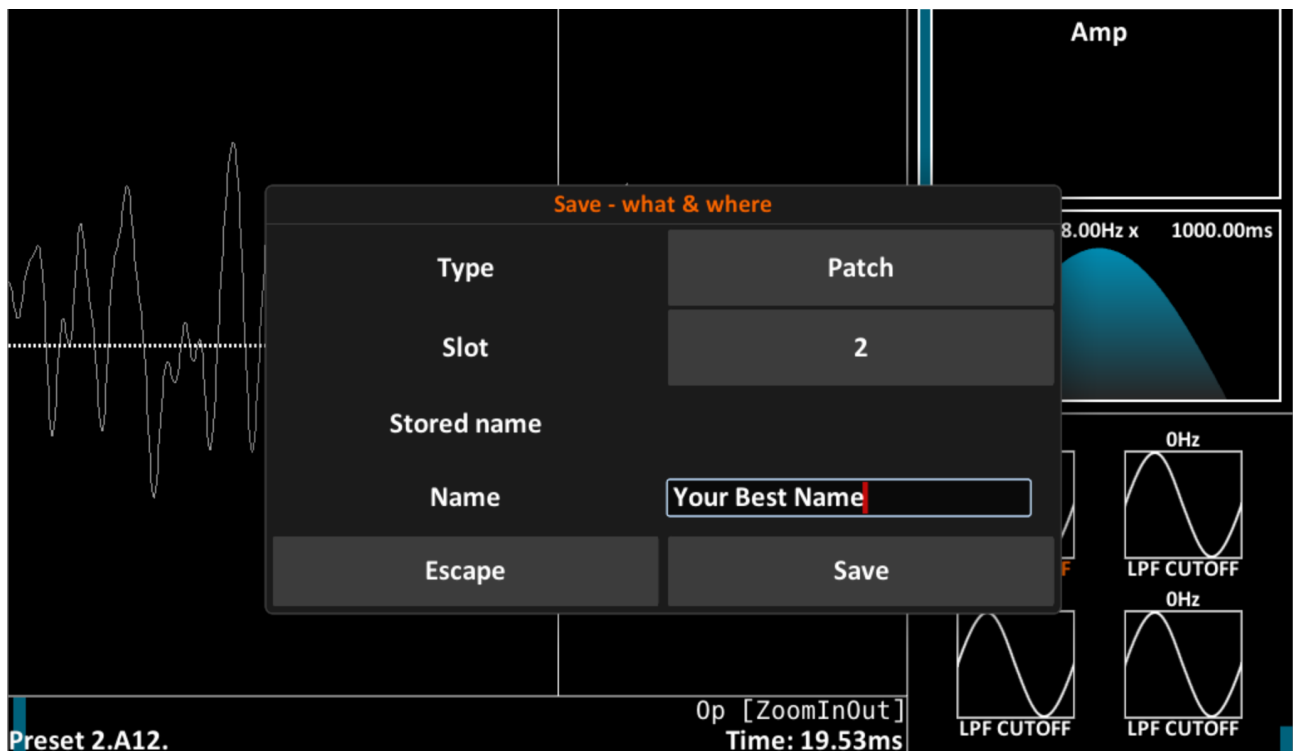 Amp
Save - what & where
8.00Hz x 1000.00ms
Type Patch
Slot 2
Stored name
0Hz
Name Your Best Name
Escape Save
F LPF CUTOFF
0Hz
Op [ZoomInOut]
LPF CUTOFF LPF CUTOFF
Preset 2.A12. Time: 19.53ms